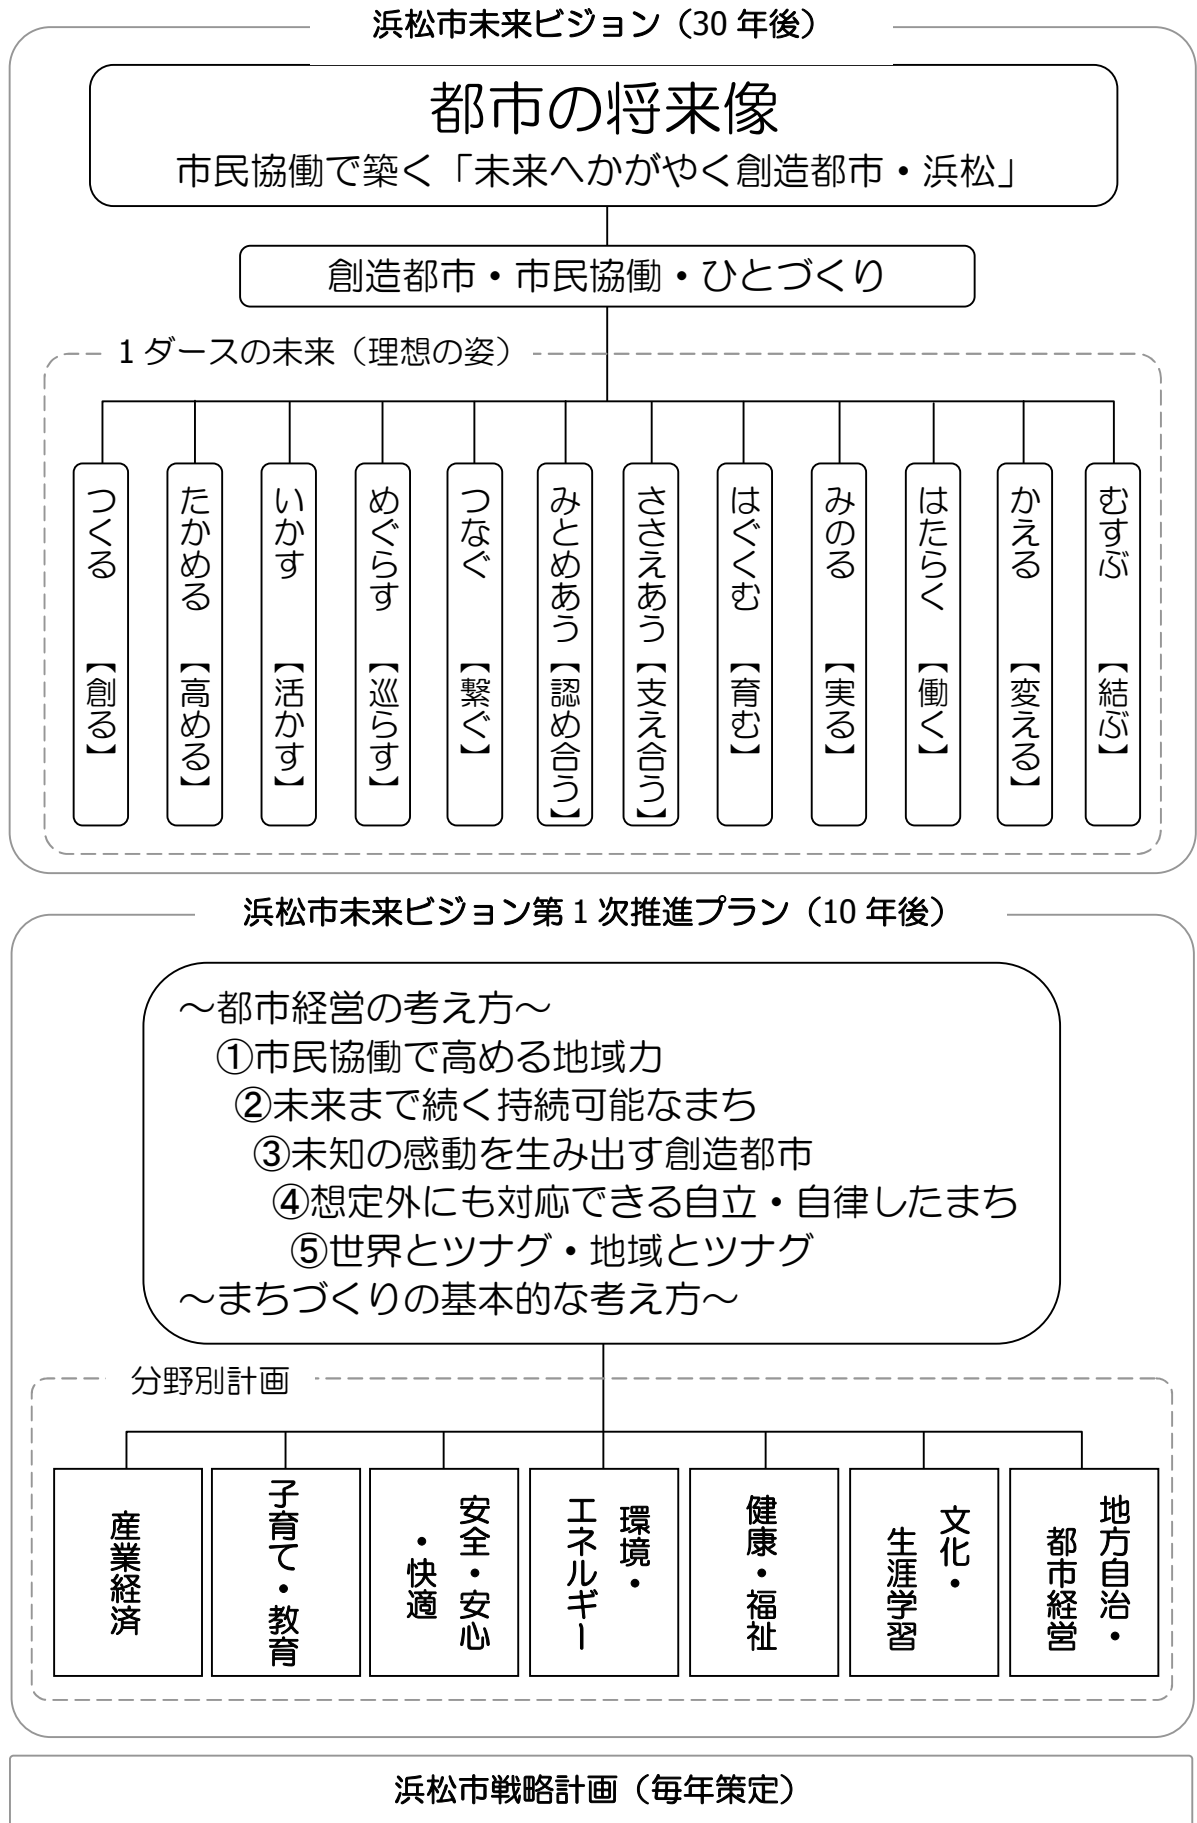 浜松市未来ビジョン（30 年後）
都市の将来像
市民協働で築く「未来へかがやく創造都市・浜松」
創造都市・市民協働・ひとづくり
1 ダースの未来（理想の姿）
つくる　【創る】
たかめる　【高める】
いかす　【活かす】
めぐらす　【巡らす】
つなぐ　【繋ぐ】
みとめあう【認め合う】
ささえあう【支え合う】
はぐくむ　【育む】
みのる　【実る】
はたらく　【働く】
かえる　【変える】
むすぶ　【結ぶ】
浜松市未来ビジョン第 1 次推進プラン（10 年後）
～都市経営の考え方～
①市民協働で高める地域力
②未来まで続く持続可能なまち
③未知の感動を生み出す創造都市
④想定外にも対応できる自立・自律したまち
⑤世界とツナグ・地域とツナグ
～まちづくりの基本的な考え方～
分野別計画
産業経済
子育て・教育
安全・安心
・快適
環境・
エネルギー
健康・福祉
文化・
生涯学習
地方自治・
都市経営
浜松市戦略計画（毎年策定）